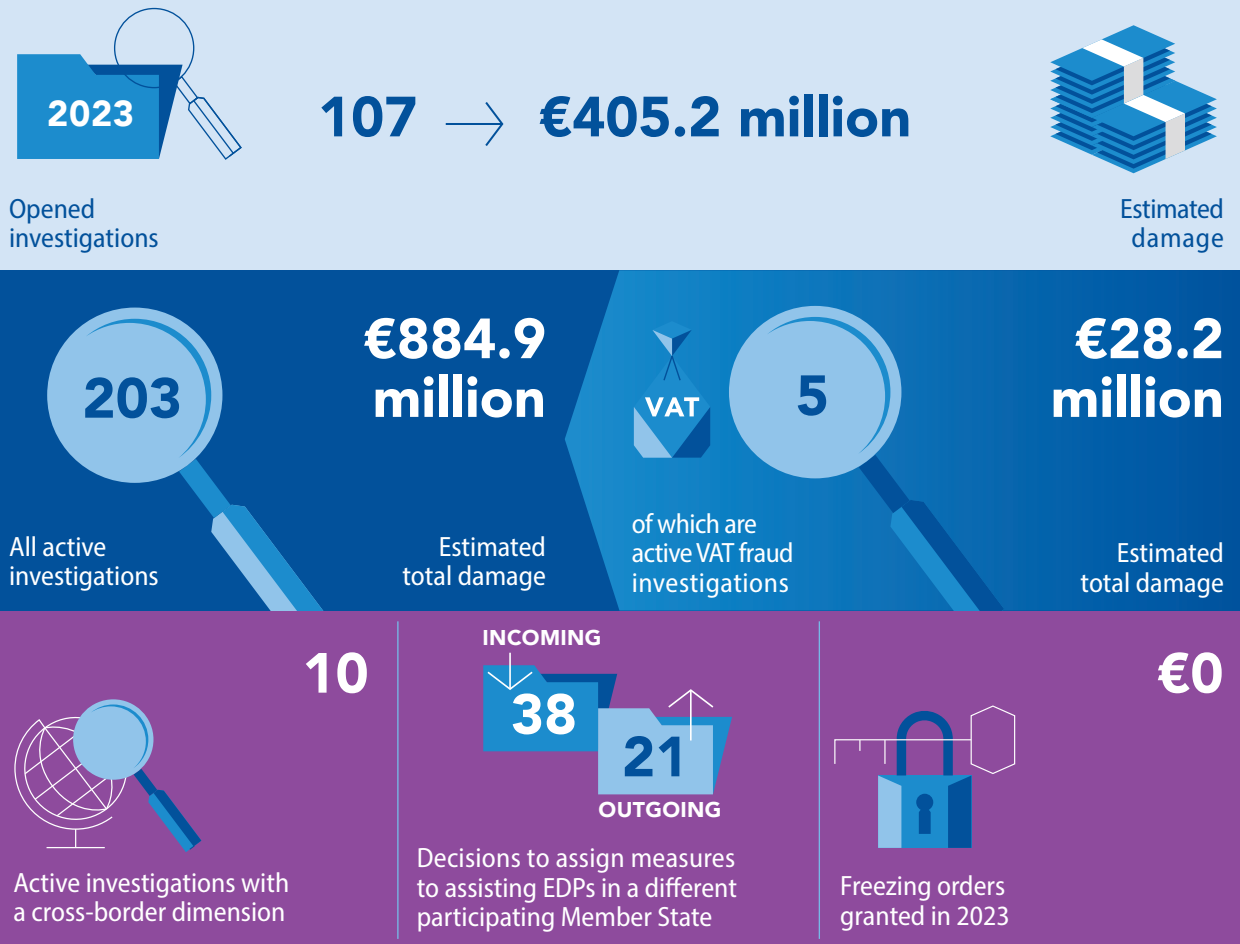 2023
107 → €405.2 million
Opened
investigations
Estimated
damage
203
€884.9
million
All active
investigations
Estimated
total damage
VAT
5
€28.2
million
of which are
active VAT fraud
investigations
Estimated
total damage
10
Active investigations with
a cross-border dimension
INCOMING
38
21
OUTGOING
Decisions to assign measures
to assisting EDPs in a different
participating Member State
€0
Freezing orders
granted in 2023